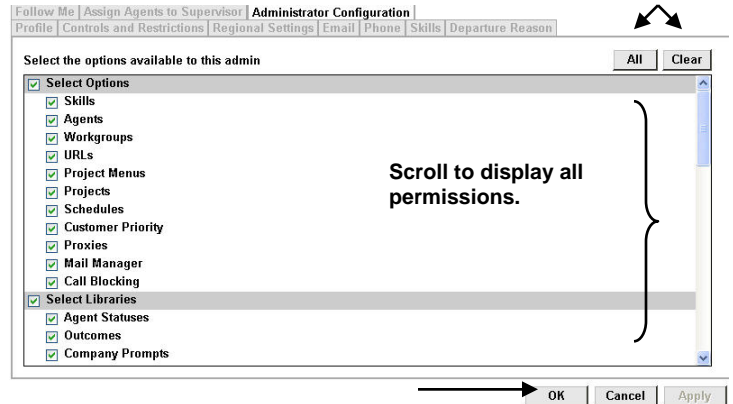 Follow Me | Assign Agents to Supervisor | Administrator Configuration |
Profile | Controls and Restrictions | Regional Settings | Email | Phone | Skills | Departure Reason |
Select the options available to this admin
All Clear
Select Options
Skills
Agents
Workgroups
URLs
Project Menus
Projects
Schedules
Customer Priority
Proxies
Mail Manager
Call Blocking
Select Libraries
Agent Statuses
Outcomes
Company Prompts
Scroll to display all
permissions.
OK Cancel Apply